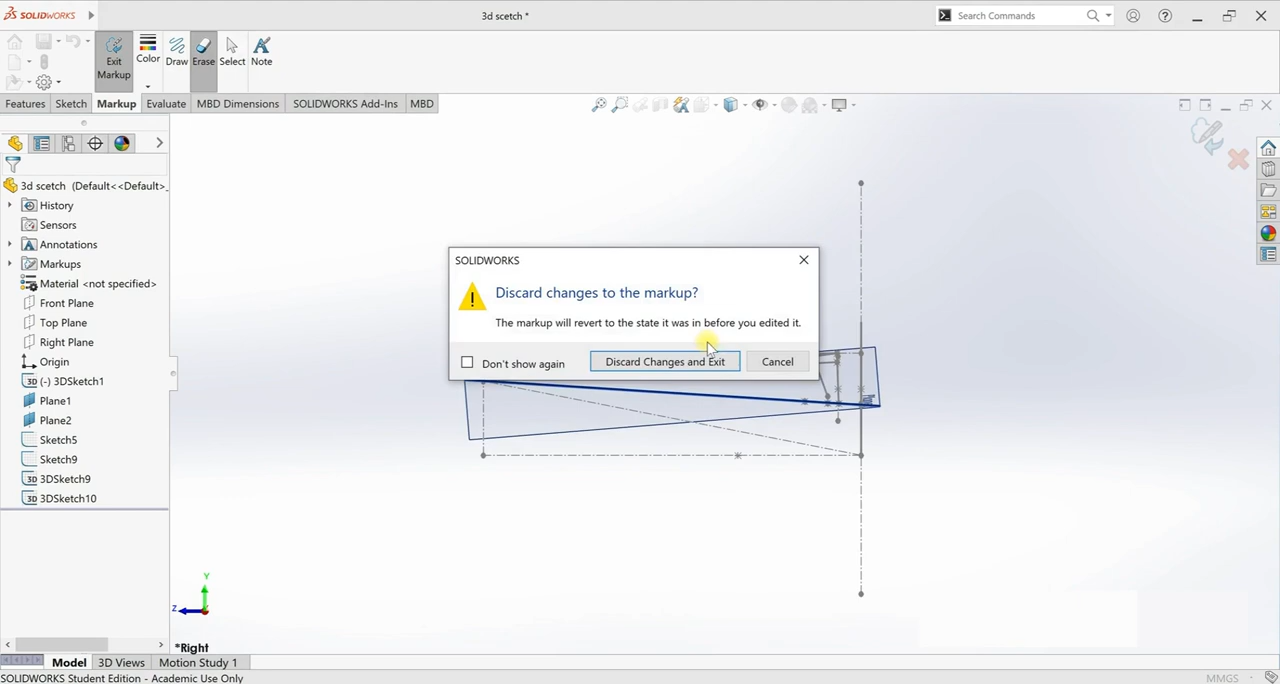 SOLIDWORKS
3d scetch *
Search Commands
Exit Markup
Color
Draw
Erase
Select
Note
Features
Sketch
Markup
Evaluate
MBD Dimensions
SOLIDWORKS Add-Ins
MBD
3d scetch (Default<<Default>_
History
Sensors
Annotations
Markups
Material <not specified>
Front Plane
Top Plane
Right Plane
Origin
(-) 3DSketch1
Plane1
Plane2
Sketch5
Sketch9
3DSketch9
3DSketch10
SOLIDWORKS
Discard changes to the markup?
The markup will revert to the state it was in before you edited it.
Don't show again
Discard Changes and Exit
Cancel
Y
Z
*Right
Model
3D Views
Motion Study 1
SOLIDWORKS Student Edition - Academic Use Only
MMGS